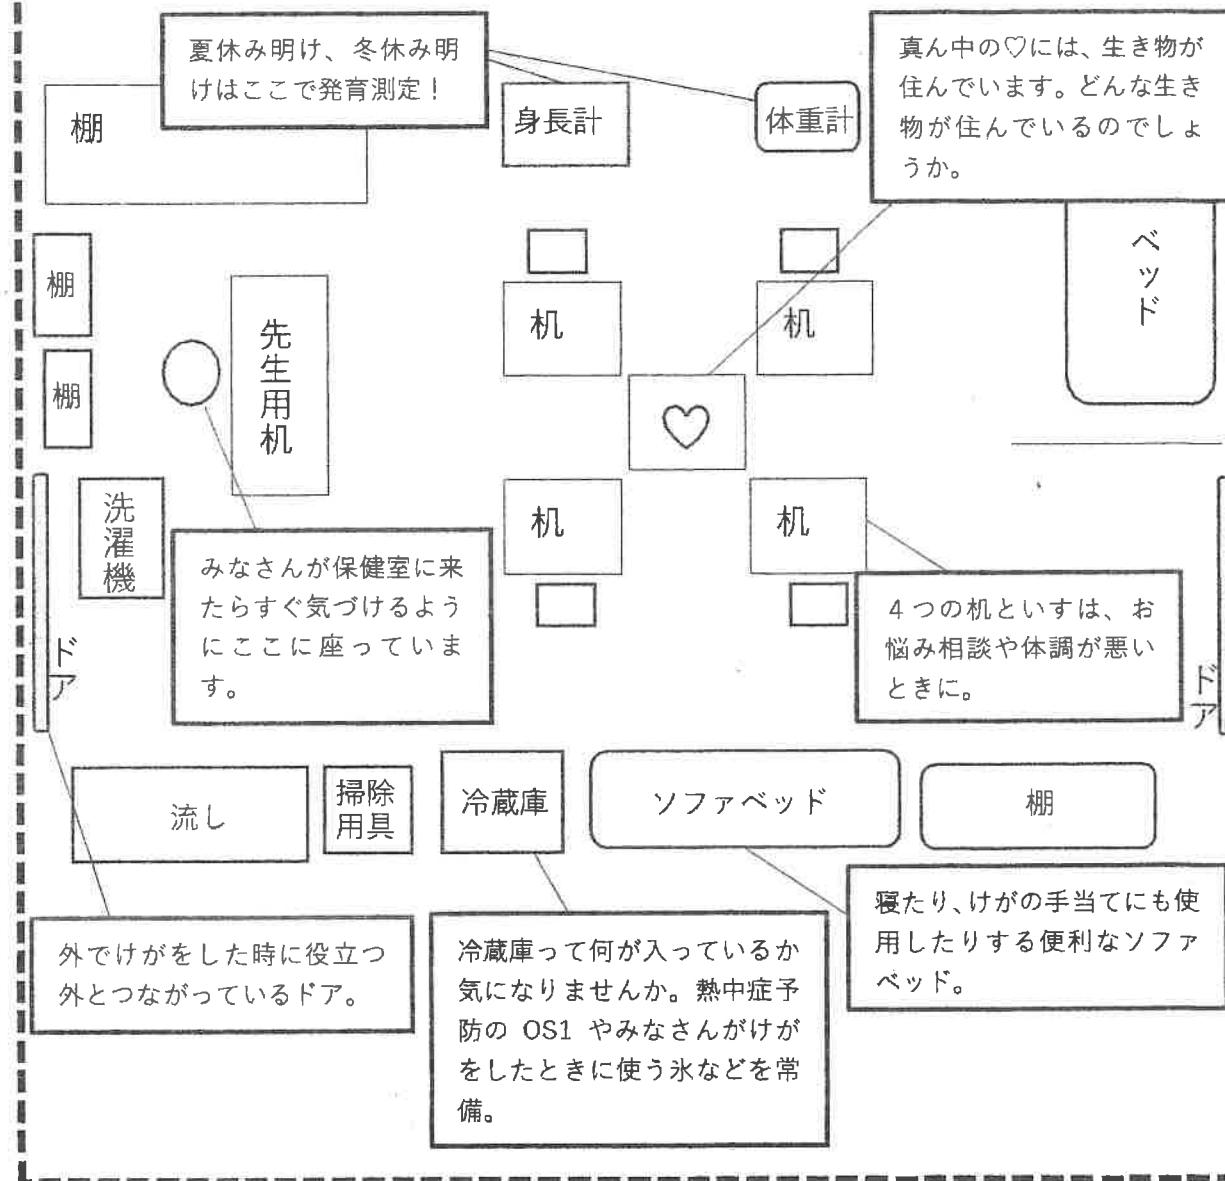 夏休み明け、冬休み明
けはここで発育測定！
真ん中の♡には、生き物が
住んでいます。どんな生き
物が住んでいるのでしょ
うか。
棚
身長計
体重計
ベッド
棚
先生用机
机
机
棚
♡
洗濯機
机
机
みなさんが保健室に来
たらすぐ気づけるよう
にここに座っていま
す。
４つの机といすは、お
悩み相談や体調が悪い
ときに。
ドア
ドア
流し
掃除
用具
冷蔵庫
ソファベッド
棚
外でけがをした時に役立つ
外とつながっているドア。
冷蔵庫って何が入っているか
気になりませんか。熱中症予
防の OS1 やみなさんがけが
をしたときに使う氷などを常
備。
寝たり、けがの手当てにも使
用したりする便利なソファ
ベッド。